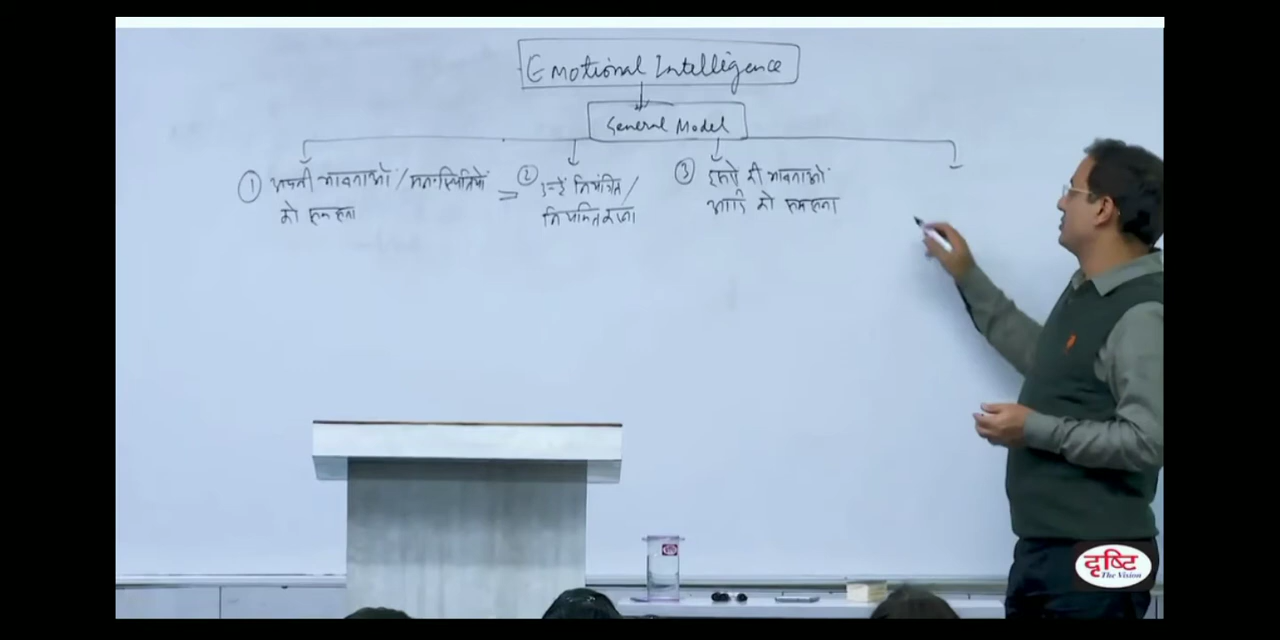 Emotional Intelligence
General Model
① अपनी भावनाओं / मनःस्थितियों
को समझना
② उन्हें नियंत्रित /
नियमित करना
③ दूसरों की भावनाओं
आदि को समझना
दृष्टि
The Vision